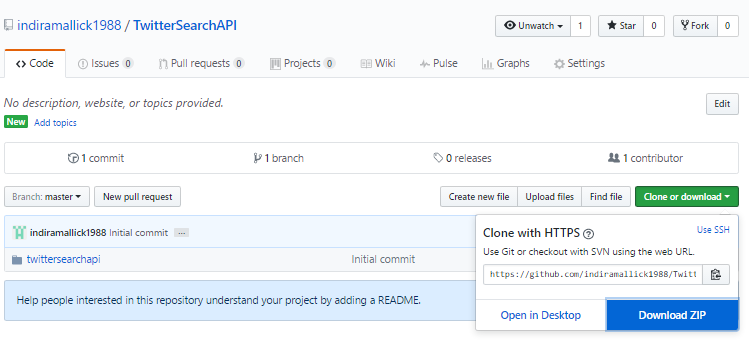 indiramallick1988 / TwitterSearchAPI
Unwatch 1 Star 0 Fork 0
Code Issues 0 Pull requests 0 Projects 0 Wiki Pulse Graphs Settings
No description, website, or topics provided. Edit
New Add topics
1 commit 1 branch 0 releases 1 contributor
Branch: master New pull request Create new file Upload files Find file Clone or download
indiramallick1988 Initial commit ...
Clone with HTTPS ? Use SSH
Use Git or checkout with SVN using the web URL.
twittersearchapi Initial commit
https://github.com/indiramallick1988/Twitt
Help people interested in this repository understand your project by adding a README.
Open in Desktop Download ZIP